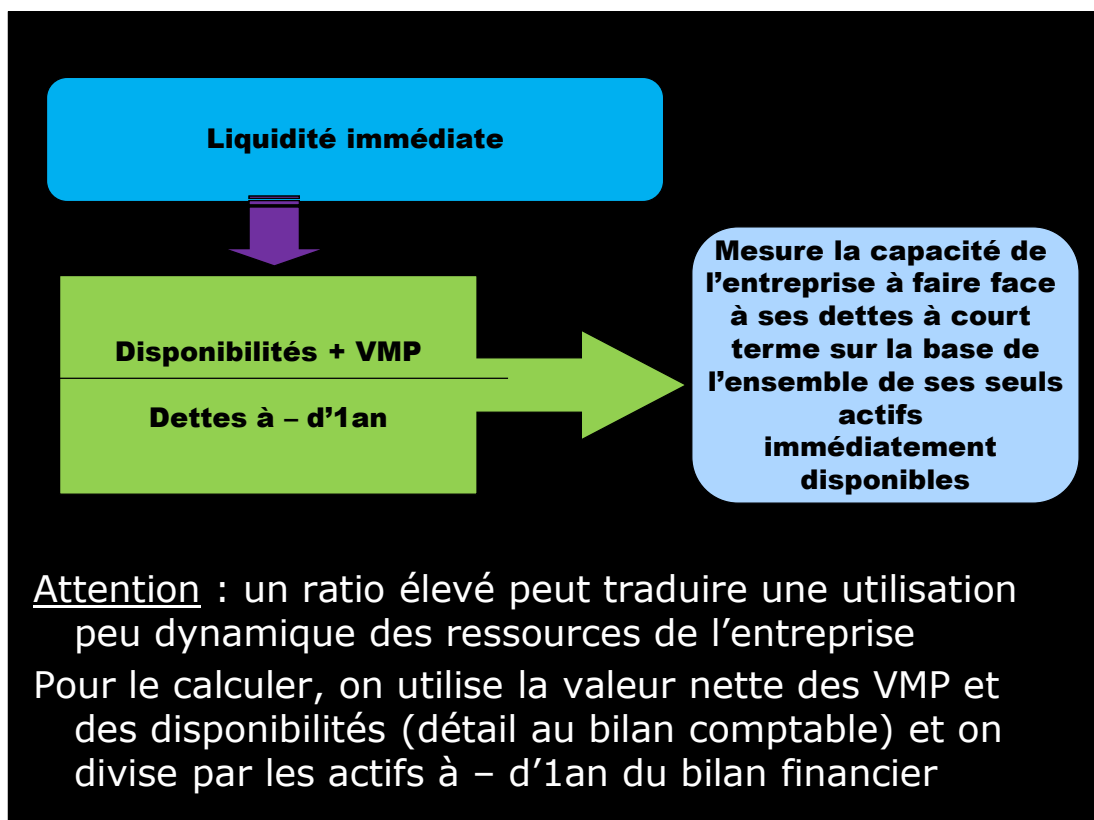 Liquidité immédiate
Disponibilités + VMP
Dettes à – d’1an
Mesure la capacité de
l’entreprise à faire face
à ses dettes à court
terme sur la base de
l’ensemble de ses seuls
actifs
immédiatement
disponibles
Attention : un ratio élevé peut traduire une utilisation
peu dynamique des ressources de l’entreprise
Pour le calculer, on utilise la valeur nette des VMP et
des disponibilités (détail au bilan comptable) et on
divise par les actifs à – d’1an du bilan financier